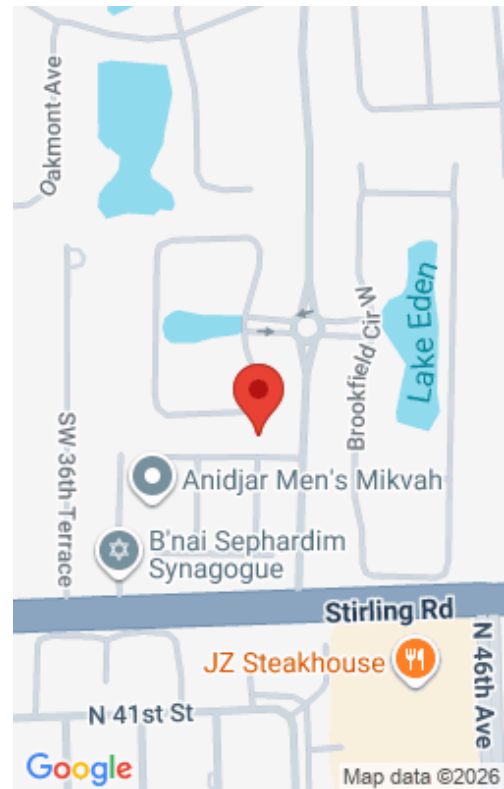 Oakmont Ave
Lake Eden
Brookfield Cir W
SW 36th Terrace
Anidjar Men's Mikvah
B'nai Sephardim
Synagogue
Stirling Rd
JZ Steakhouse
N 46th Ave
N 41st St
Google
Map data ©2026